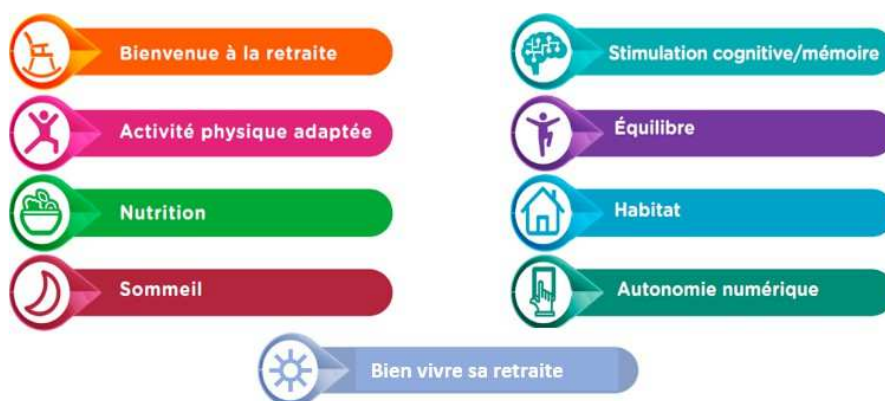 Bienvenue à la retraite
Stimulation cognitive/mémoire
Activité physique adaptée
Équilibre
Nutrition
Habitat
Sommeil
Autonomie numérique
Bien vivre sa retraite